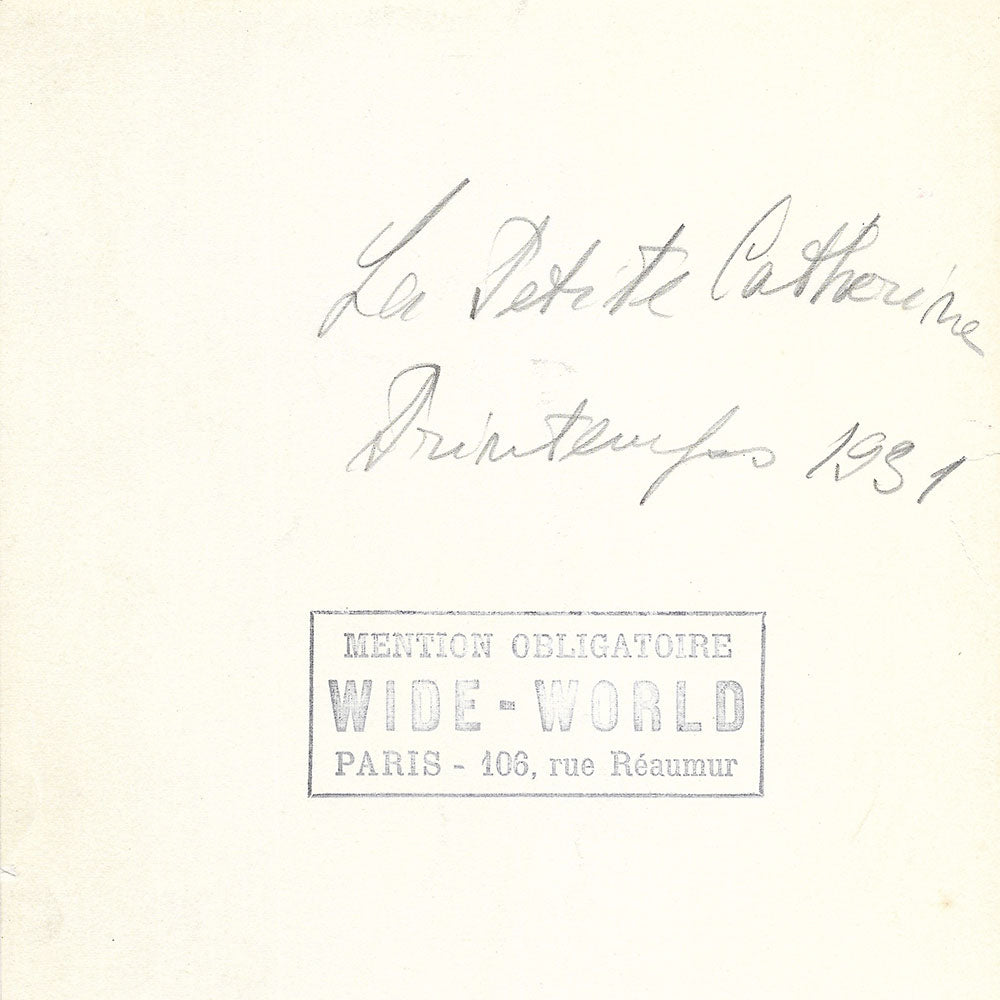 La Petite Catherine
Printemps 1931
MENTION OBLIGATOIRE
WIDE-WORLD
PARIS - 106, rue Réaumur